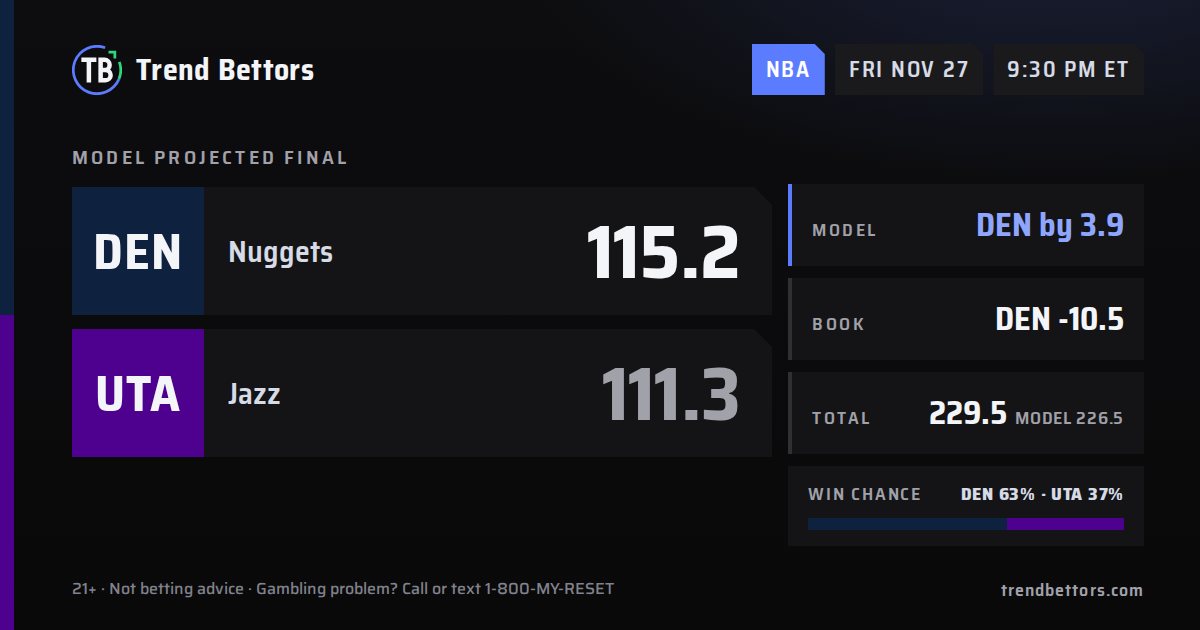 TB Trend Bettors
NBA FRI NOV 27 9:30 PM ET
MODEL PROJECTED FINAL
DEN Nuggets 115.2
UTA Jazz 111.3
MODEL DEN by 3.9
BOOK DEN -10.5
TOTAL 229.5 MODEL 226.5
WIN CHANCE DEN 63% · UTA 37%
21+ · Not betting advice · Gambling problem? Call or text 1-800-MY-RESET
trendbettors.com